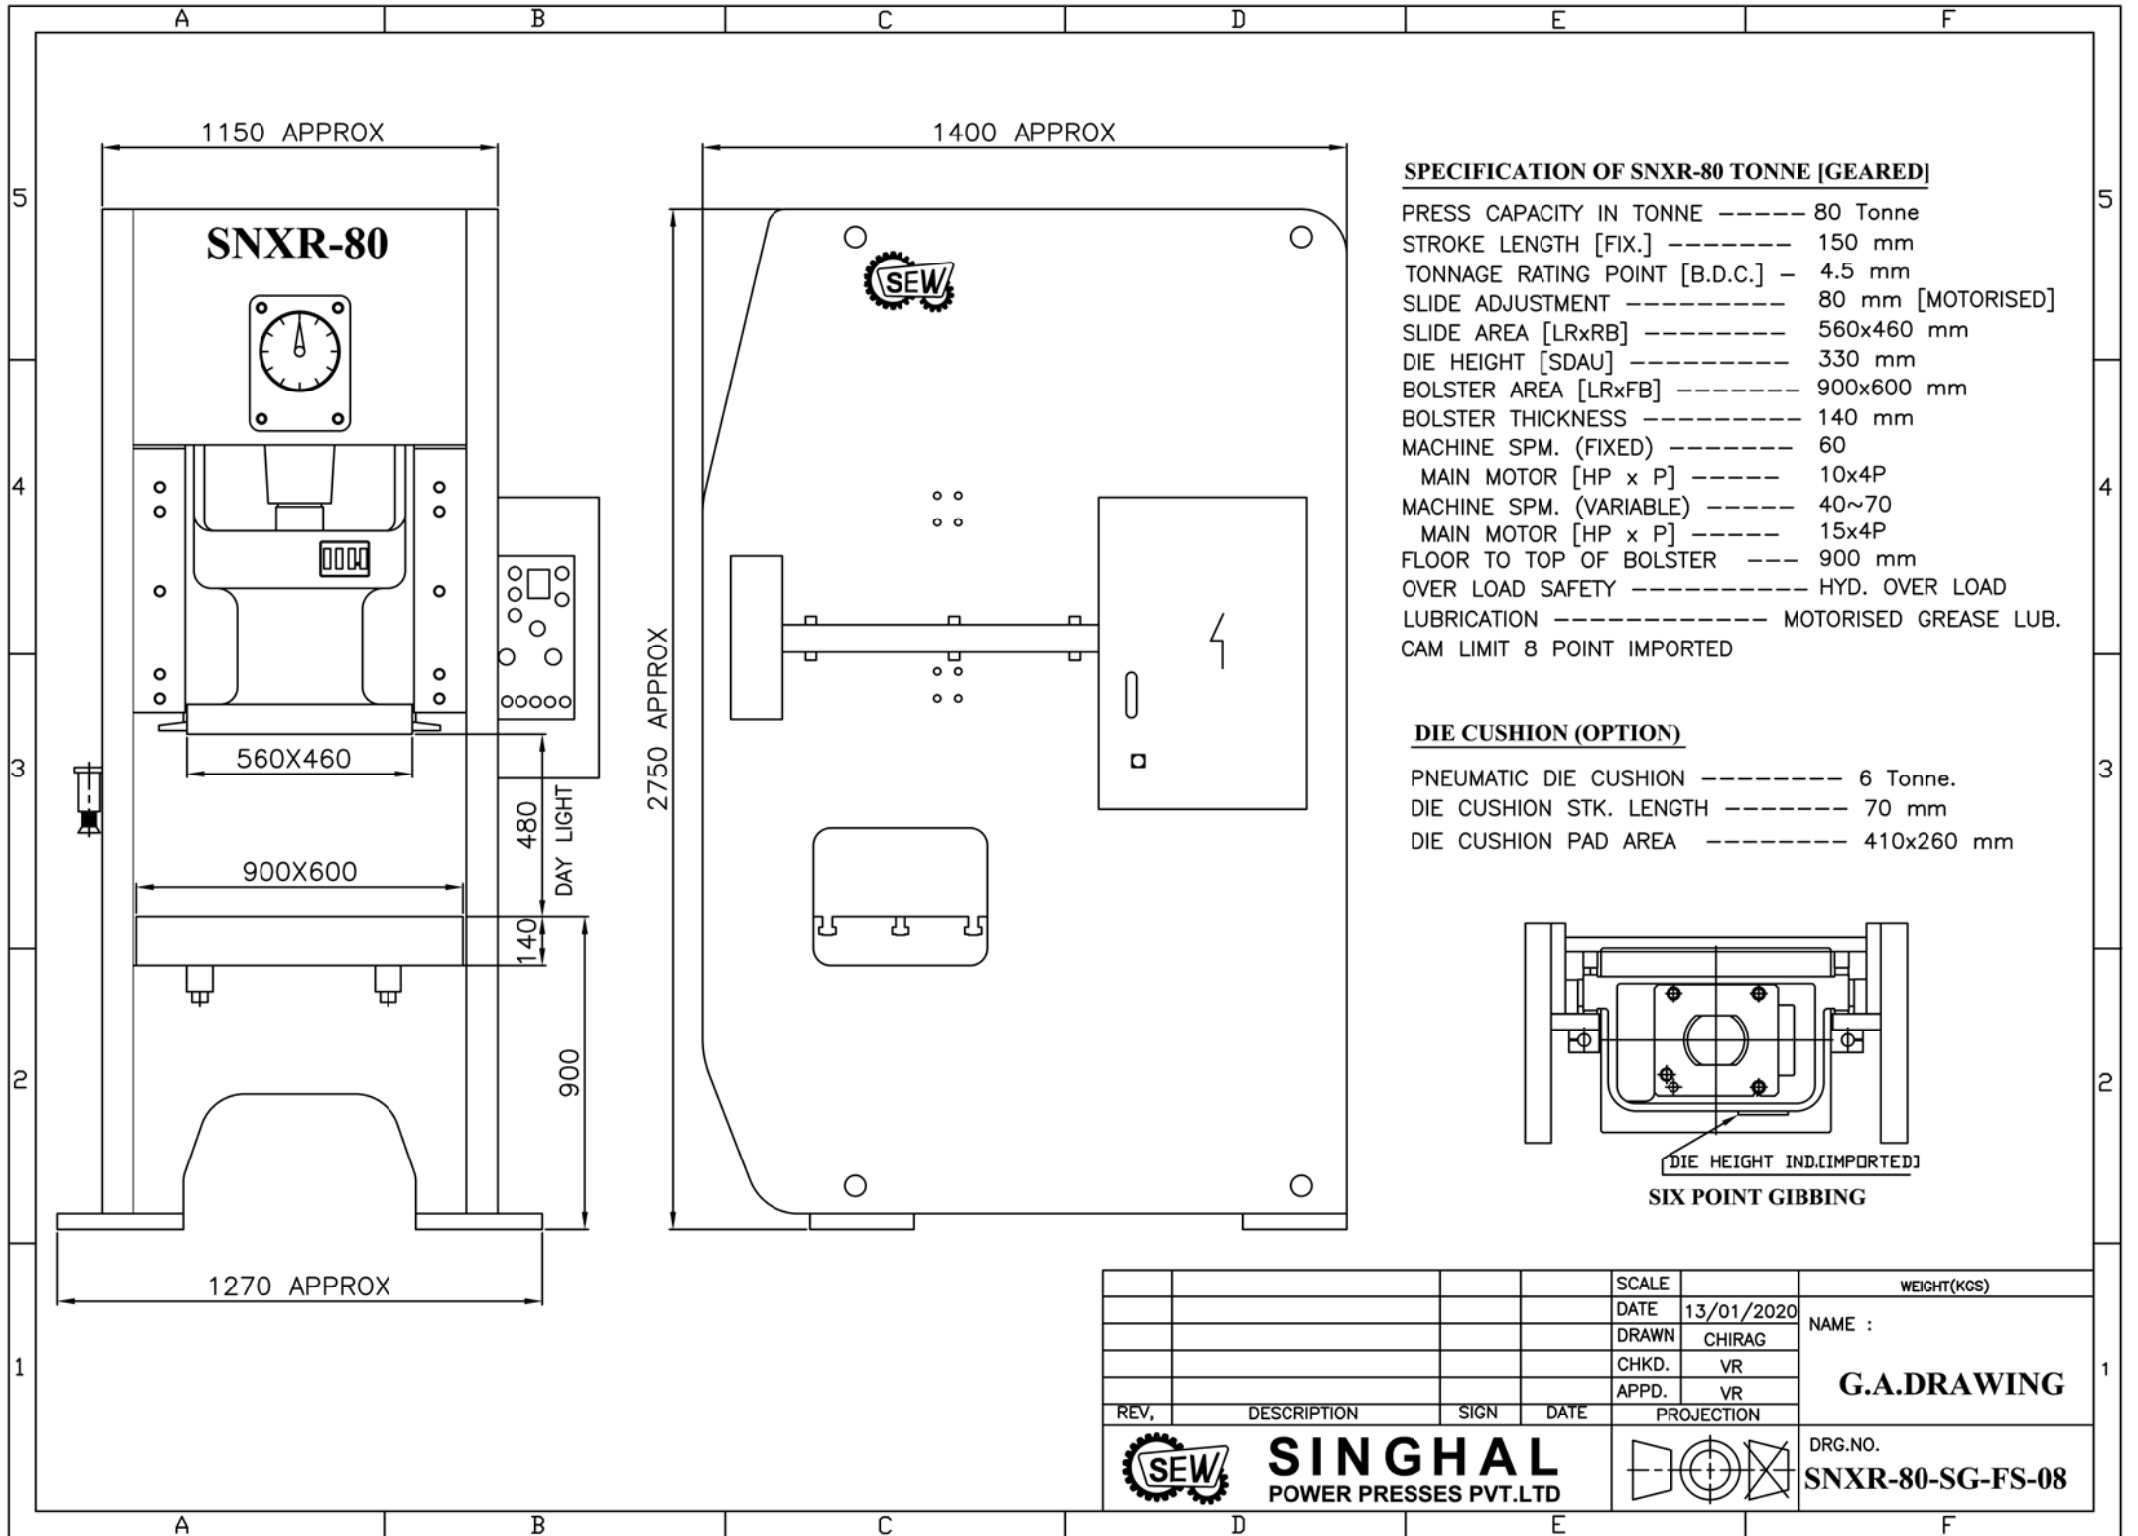 A B C D E F
5
4
3
2
1
1150 APPROX
SNXR-80
560X460
480
DAY LIGHT
900X600
140
900
1270 APPROX
1400 APPROX
SEW
2750 APPROX
SPECIFICATION OF SNXR-80 TONNE [GEARED]
PRESS CAPACITY IN TONNE ----- 80 Tonne
STROKE LENGTH [FIX.] ------- 150 mm
TONNAGE RATING POINT [B.D.C.] - 4.5 mm
SLIDE ADJUSTMENT --------- 80 mm [MOTORISED]
SLIDE AREA [LRxRB] -------- 560x460 mm
DIE HEIGHT [SDAU] --------- 330 mm
BOLSTER AREA [LRxFB] ------- 900x600 mm
BOLSTER THICKNESS --------- 140 mm
MACHINE SPM. (FIXED) ------- 60
MAIN MOTOR [HP x P] ----- 10x4P
MACHINE SPM. (VARIABLE) ----- 40~70
MAIN MOTOR [HP x P] ----- 15x4P
FLOOR TO TOP OF BOLSTER --- 900 mm
OVER LOAD SAFETY ---------- HYD. OVER LOAD
LUBRICATION ------------ MOTORISED GREASE LUB.
CAM LIMIT 8 POINT IMPORTED
DIE CUSHION (OPTION)
PNEUMATIC DIE CUSHION -------- 6 Tonne.
DIE CUSHION STK. LENGTH ------- 70 mm
DIE CUSHION PAD AREA -------- 410x260 mm
DIE HEIGHT IND.[IMPORTED]
SIX POINT GIBBING
5
4
3
2
1
SCALE
WEIGHT(KGS)
DATE 13/01/2020
NAME :
DRAWN CHIRAG
CHKD. VR
APPD. VR
G.A.DRAWING
REV, DESCRIPTION SIGN DATE PROJECTION
SEW
SINGHAL
POWER PRESSES PVT.LTD
DRG.NO.
SNXR-80-SG-FS-08
A B C D E F